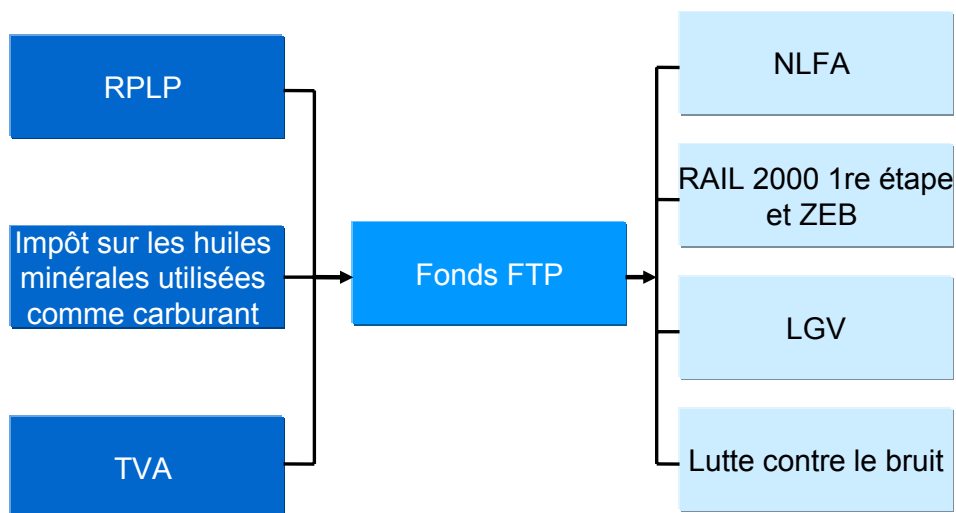 RPLP
Impôt sur les huiles
minérales utilisées
comme carburant
TVA
Fonds FTP
NLFA
RAIL 2000 1re étape
et ZEB
LGV
Lutte contre le bruit